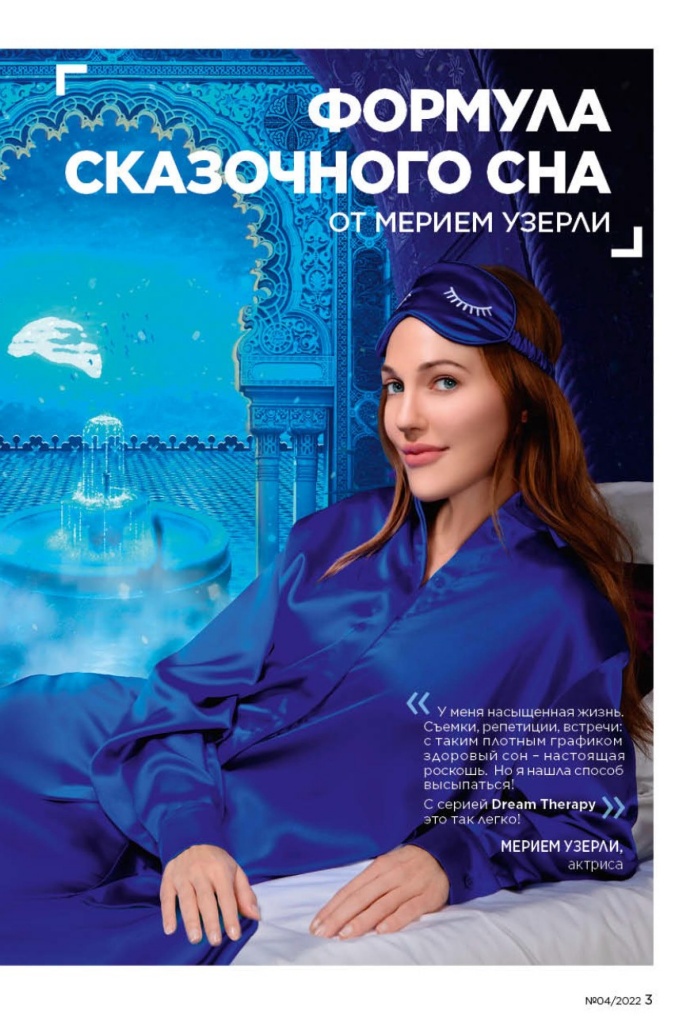 ФОРМУЛА
СКАЗОЧНОГО СНА
ОТ МЕРИЕМ УЗЕРЛИ
« У меня насыщенная жизнь.
Съемки, репетиции, встречи:
с таким плотным графиком
здоровый сон – настоящая
роскошь. Но я нашла способ
высыпаться!
С серией Dream Therapy »
это так легко!
МЕРИЕМ УЗЕРЛИ,
актриса
№04/2022 3